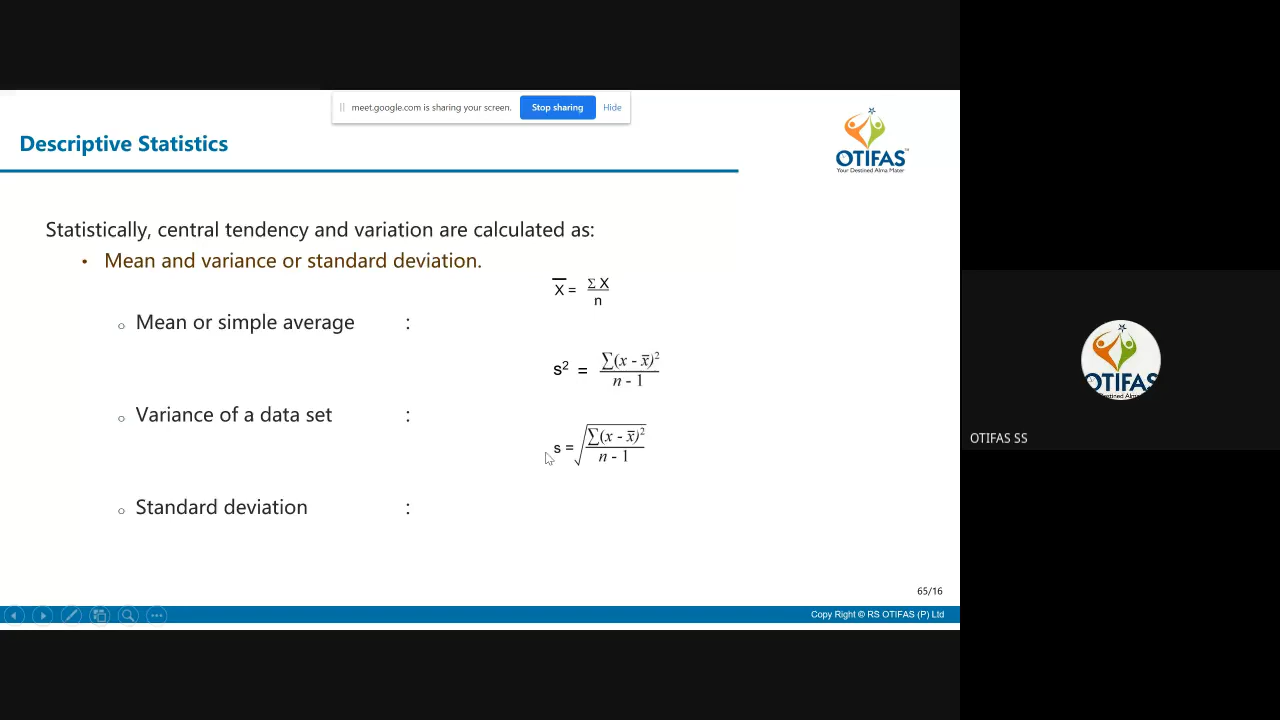 meet.google.com is sharing your screen. Stop sharing Hide
Descriptive Statistics
OTIFAS™
Your Destined Alma Mater
Statistically, central tendency and variation are calculated as:
• Mean and variance or standard deviation.
X̅ = Σ X / n
○ Mean or simple average :
s² = ∑(x - x̅)² / n - 1
○ Variance of a data set :
s = √(∑(x - x̅)² / n - 1)
○ Standard deviation :
65/16
Copy Right © RS OTIFAS (P) Ltd
OTIFAS
OTIFAS SS